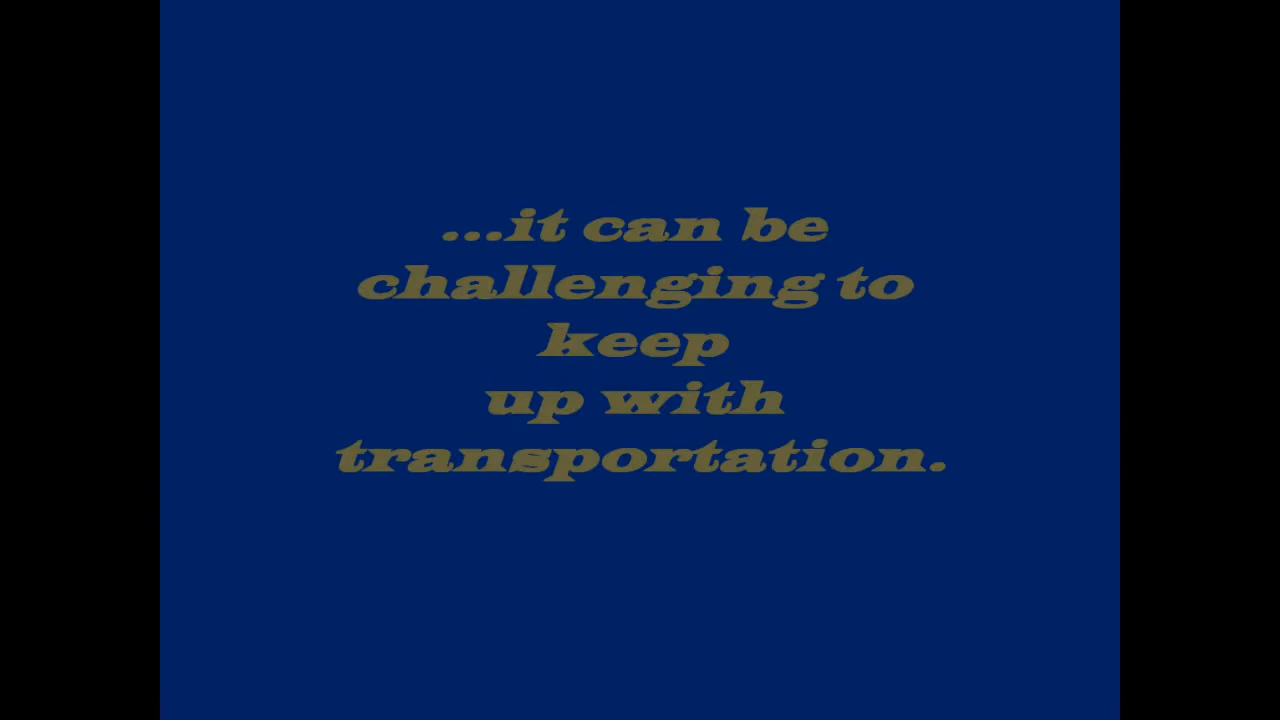 ...it can be
challenging to
keep
up with
transportation.